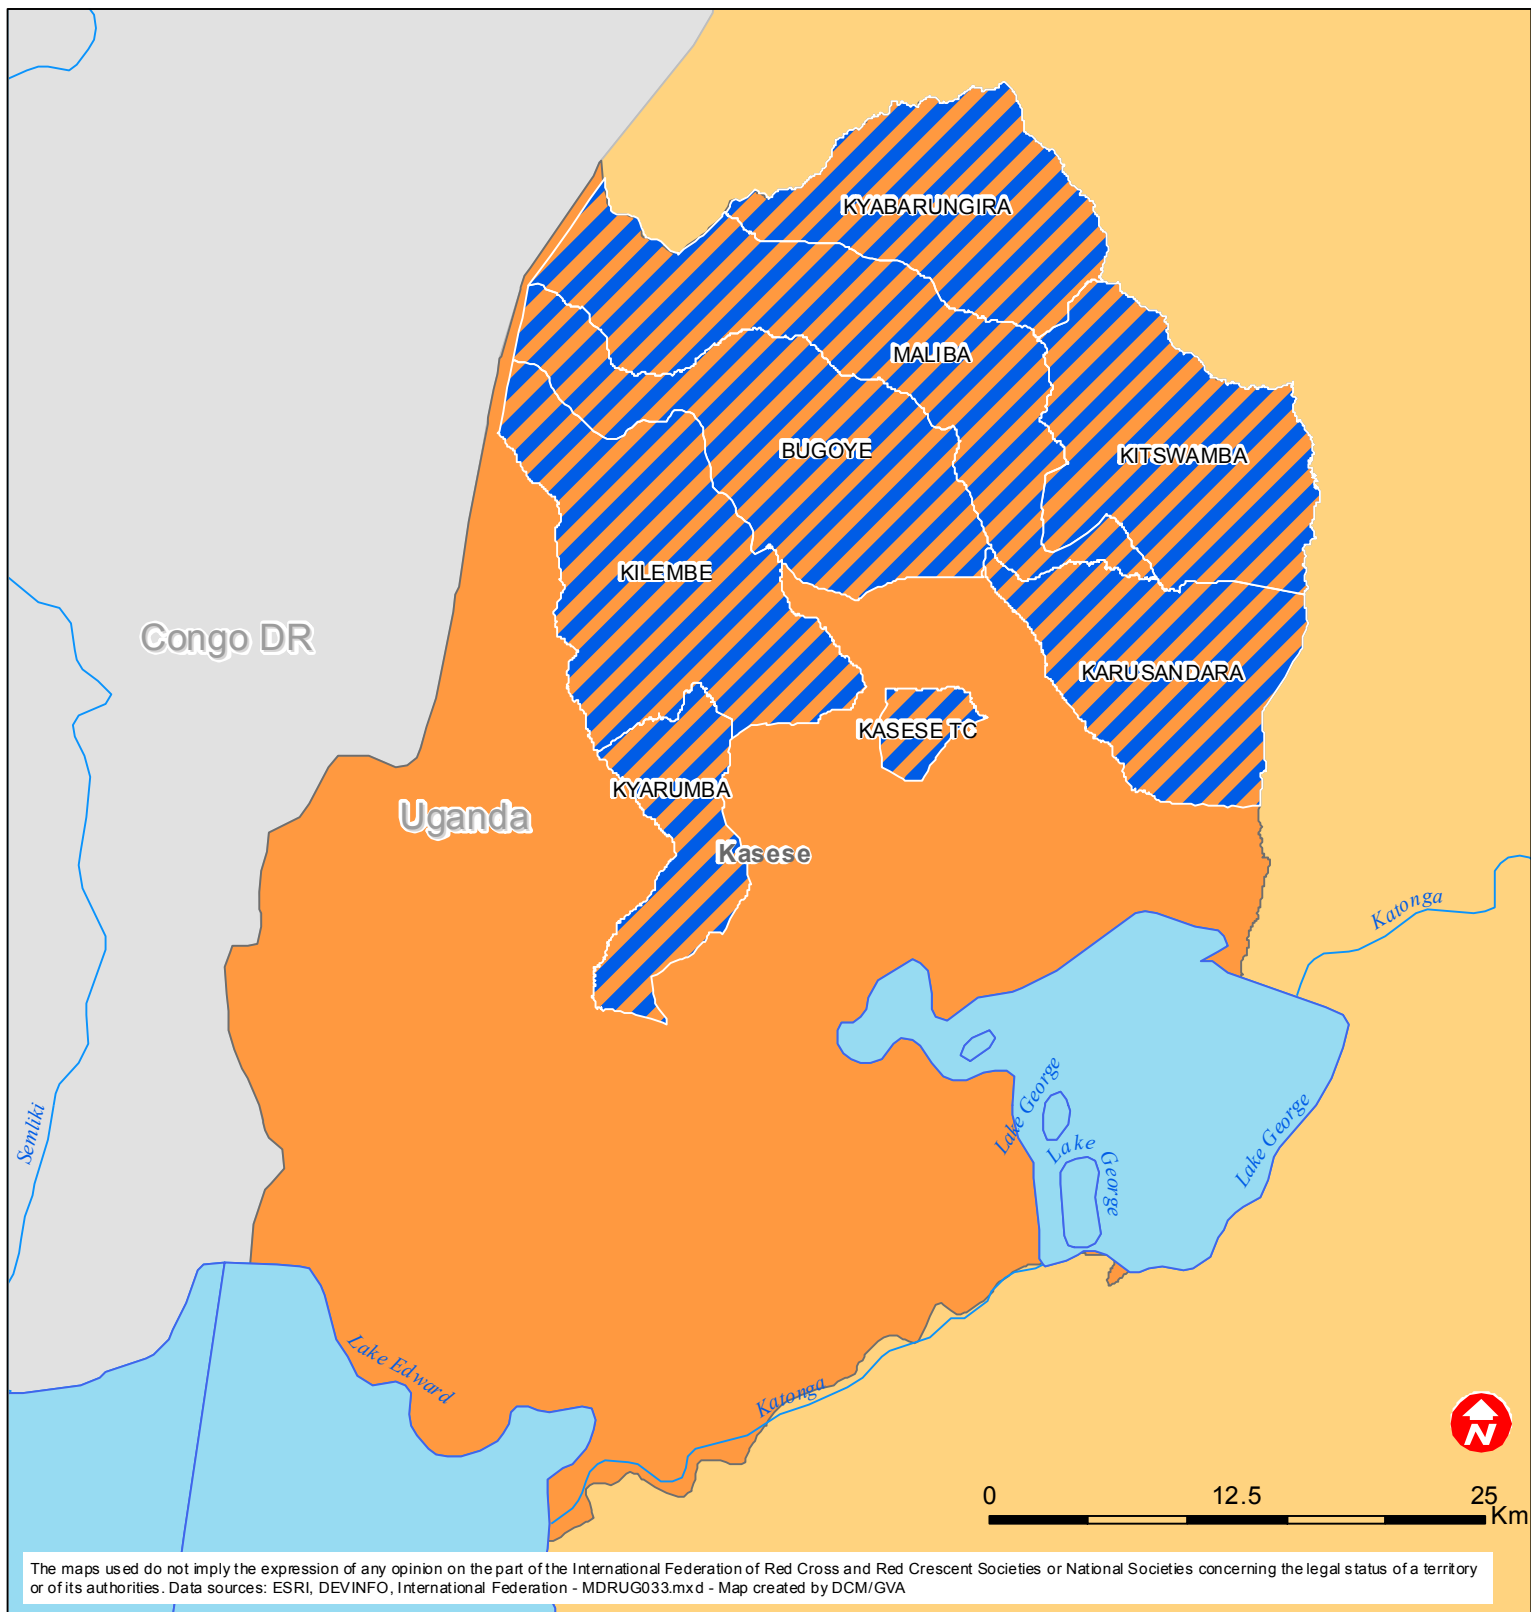 KYABARUNGIRA
MALIBA
BUGOYE
KITSWAMBA
KILEMBE
Congo DR
KARUSANDARA
KASESE TC
KYARUMBA
Uganda
Kasese
Katonga
Lake George
Semliki
Lake George
Lake George
Lake Edward
Katonga
N
0 12.5 25
Km
The maps used do not imply the expression of any opinion on the part of the International Federation of Red Cross and Red Crescent Societies or National Societies concerning the legal status of a territory
or of its authorities. Data sources: ESRI, DEVINFO, International Federation - MDRUG033.mxd - Map created by DCM/GVA